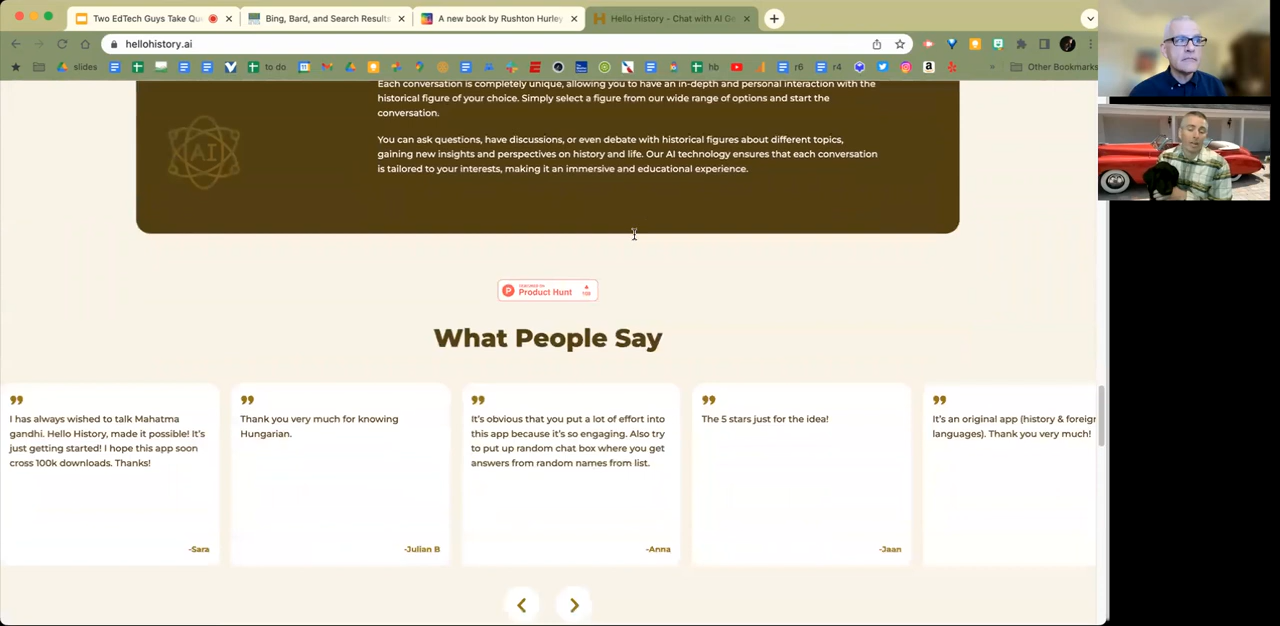 Two EdTech Guys Take Qu
Bing, Bard, and Search Results
A new book by Rushton Hurley
Hello History - Chat with AI Ge
hellohistory.ai
slides
to do
hb
r6
r4
Other Bookmarks
Each conversation is completely unique, allowing you to have an in-depth and personal interaction with the
historical figure of your choice. Simply select a figure from our wide range of options and start the
conversation.
You can ask questions, have discussions, or even debate with historical figures about different topics,
gaining new insights and perspectives on history and life. Our AI technology ensures that each conversation
is tailored to your interests, making it an immersive and educational experience.
AI
Product Hunt
What People Say
I has always wished to talk Mahatma
gandhi. Hello History, made it possible! It's
just getting started! I hope this app soon
cross 100k downloads. Thanks!
-Sara
Thank you very much for knowing
Hungarian.
-Julian B
It's obvious that you put a lot of effort into
this app because it's so engaging. Also try
to put up random chat box where you get
answers from random names from list.
-Anna
The 5 stars just for the idea!
-Jaan
It's an original app (history & foreign
languages). Thank you very much!